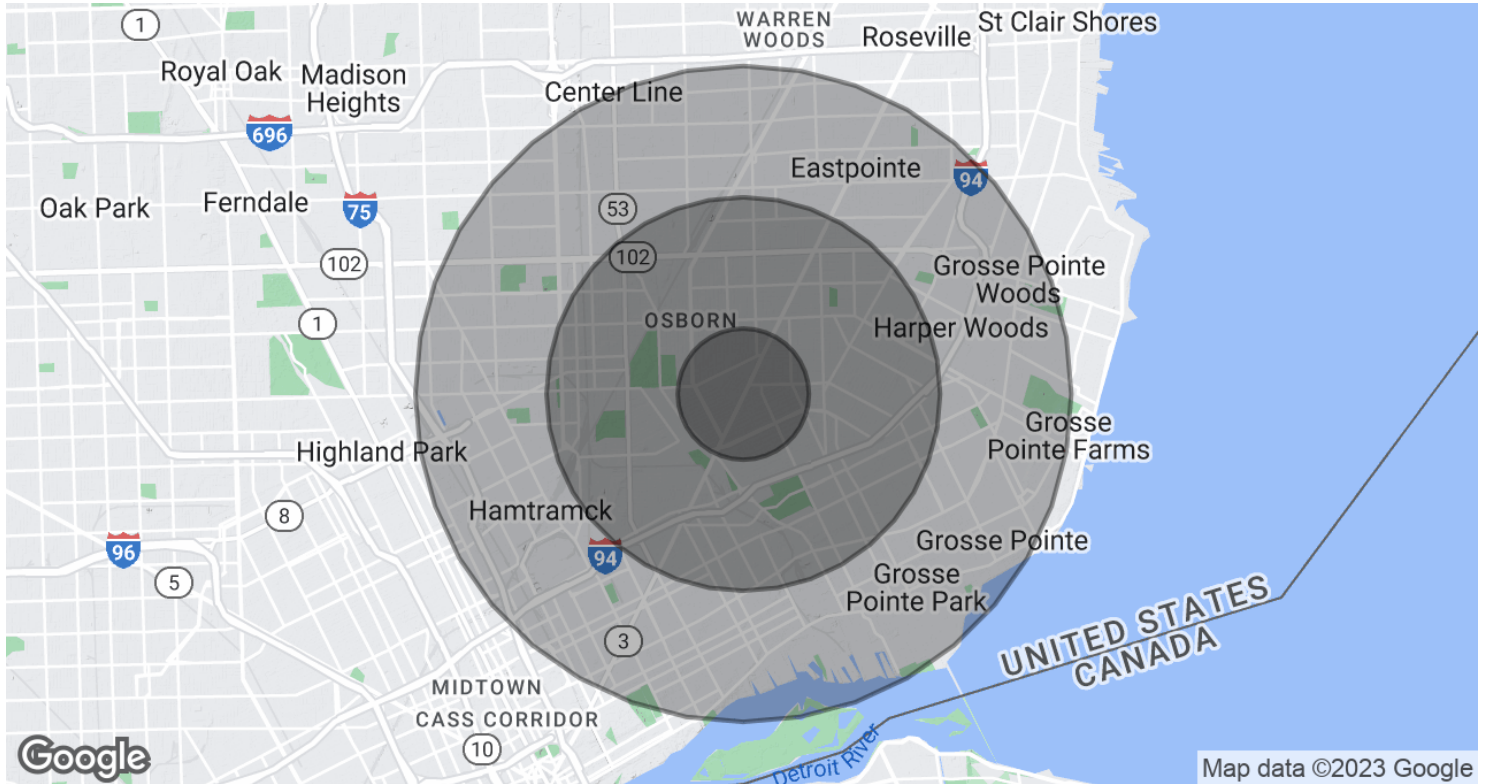 1
WARREN
WOODS
Roseville
St Clair Shores
Royal Oak
Madison
Heights
Center Line
696
Eastpointe
94
Oak Park
Ferndale
75
53
102
102
Grosse Pointe
Woods
1
OSBORN
Harper Woods
Highland Park
Grosse
Pointe Farms
8
Hamtramck
96
94
Grosse Pointe
5
Grosse
Pointe Park
3
UNITED STATES
CANADA
MIDTOWN
CASS CORRIDOR
10
Detroit River
Google
Map data ©2023 Google